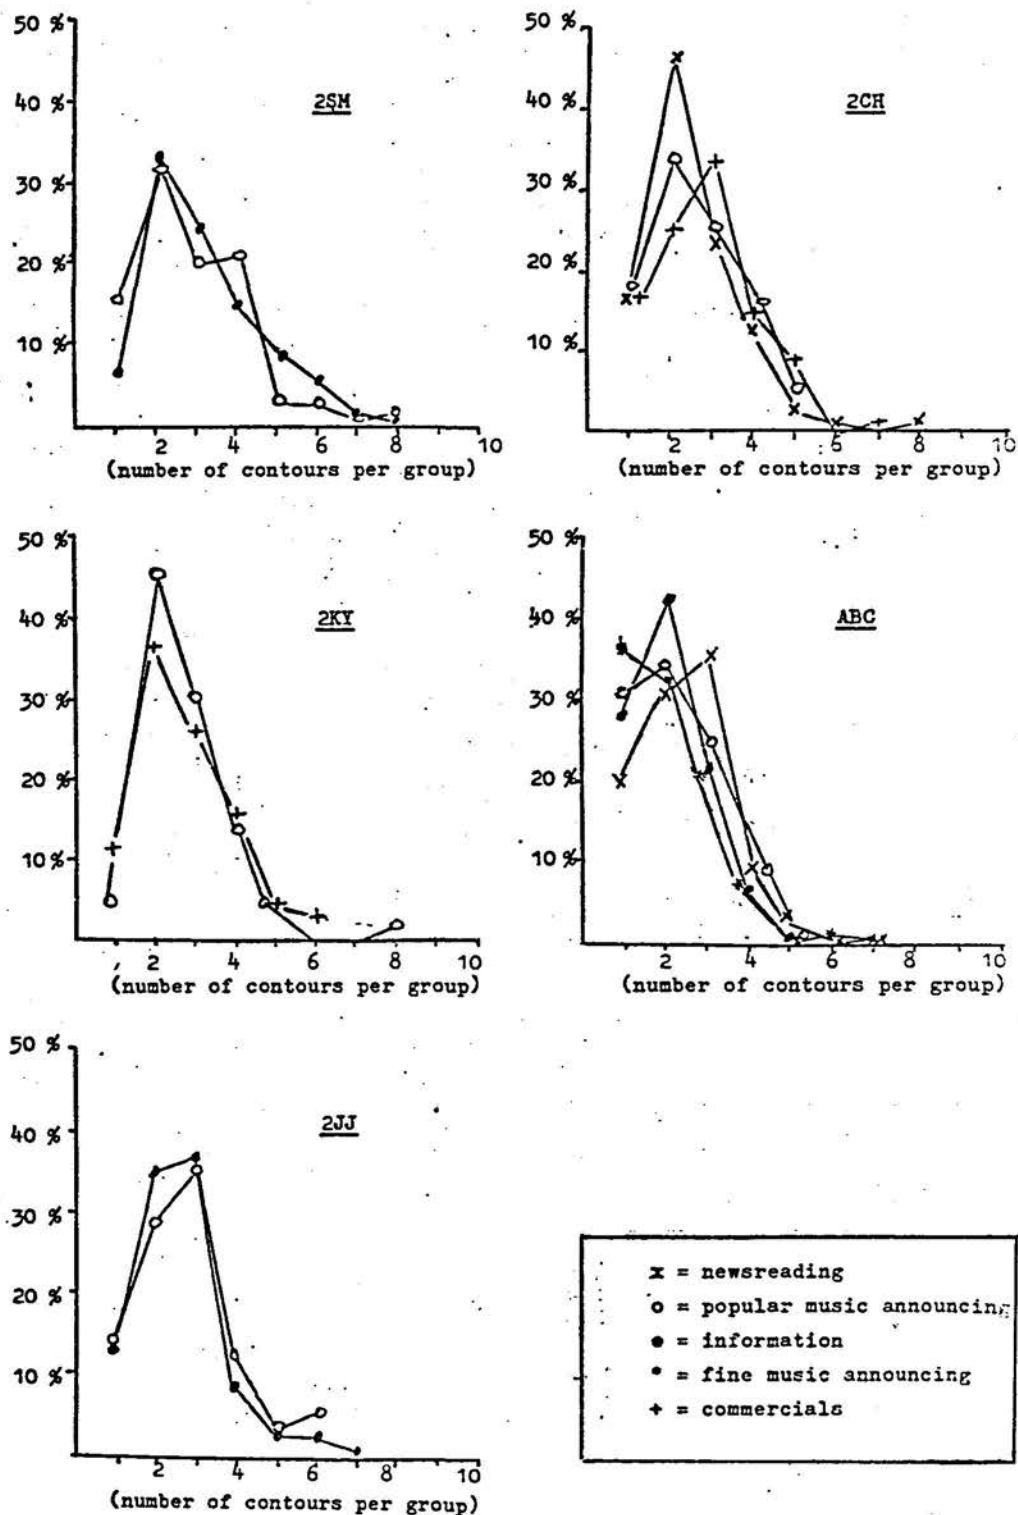 50 %
40 %
30 %
20 %
10 %
2SM
2 4 6 8 10
(number of contours per group)
50 %
40 %
30 %
20 %
10 %
2CH
2 4 6 8 10
(number of contours per group)
50 %
40 %
30 %
20 %
10 %
2KY
2 4 6 8 10
(number of contours per group)
50 %
40 %
30 %
20 %
10 %
ABC
2 4 6 8 10
(number of contours per group)
50 %
40 %
30 %
20 %
10 %
2JJ
2 4 6 8 10
(number of contours per group)
x = newsreading
o = popular music announcing
● = information
* = fine music announcing
+ = commercials